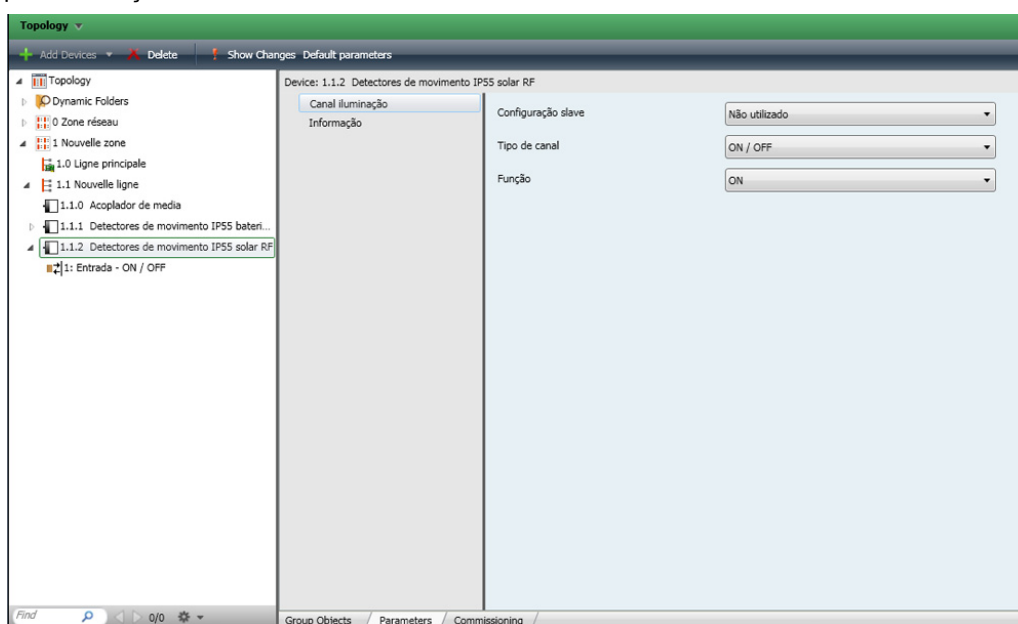 Topology
Add Devices Delete Show Changes Default parameters
Topology
Dynamic Folders
0 Zone réseau
1 Nouvelle zone
1.0 Ligne principale
1.1 Nouvelle ligne
1.1.0 Acoplador de media
1.1.1 Detectores de movimento IP55 bateri...
1.1.2 Detectores de movimento IP55 solar RF
1: Entrada - ON / OFF
Find 0/0
Device: 1.1.2 Detectores de movimento IP55 solar RF
Canal iluminação
Informação
Configuração slave Não utilizado
Tipo de canal ON / OFF
Função ON
Group Objects Parameters Commissioning